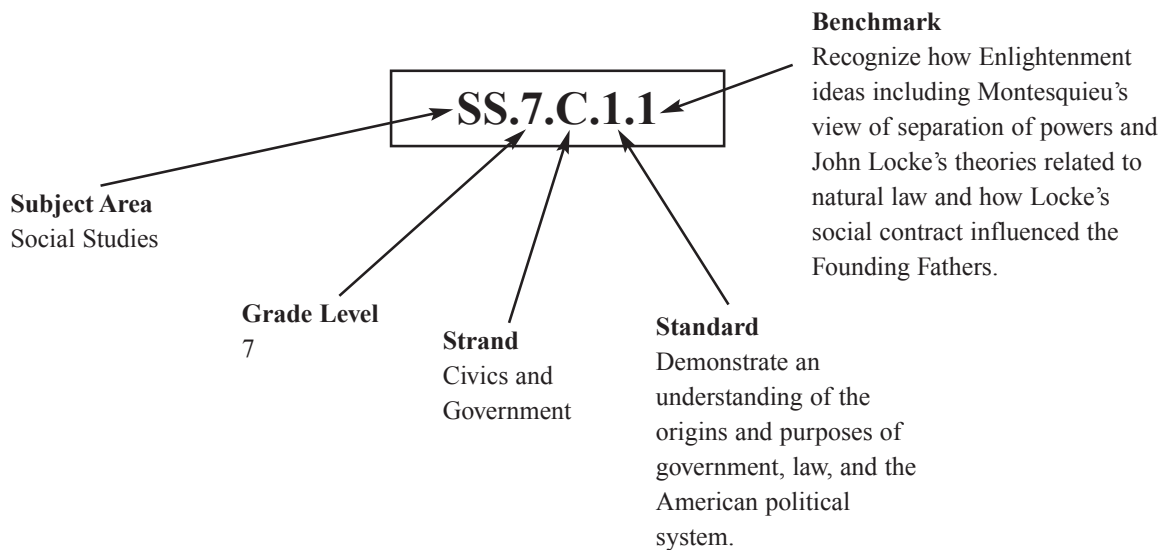 Benchmark
Recognize how Enlightenment
ideas including Montesquieu’s
view of separation of powers and
John Locke’s theories related to
natural law and how Locke’s
social contract influenced the
Founding Fathers.
SS.7.C.1.1
Subject Area
Social Studies
Grade Level
7
Strand
Civics and
Government
Standard
Demonstrate an
understanding of the
origins and purposes of
government, law, and the
American political
system.